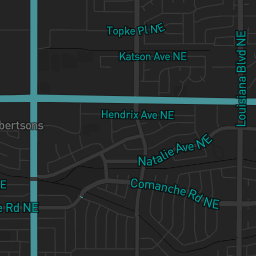 Topke Pl NE
Katson Ave NE
Louisiana Blvd NE
Hendrix Ave NE
bertsons
Natalie Ave NE
Comanche Rd NE
E
e Rd NE